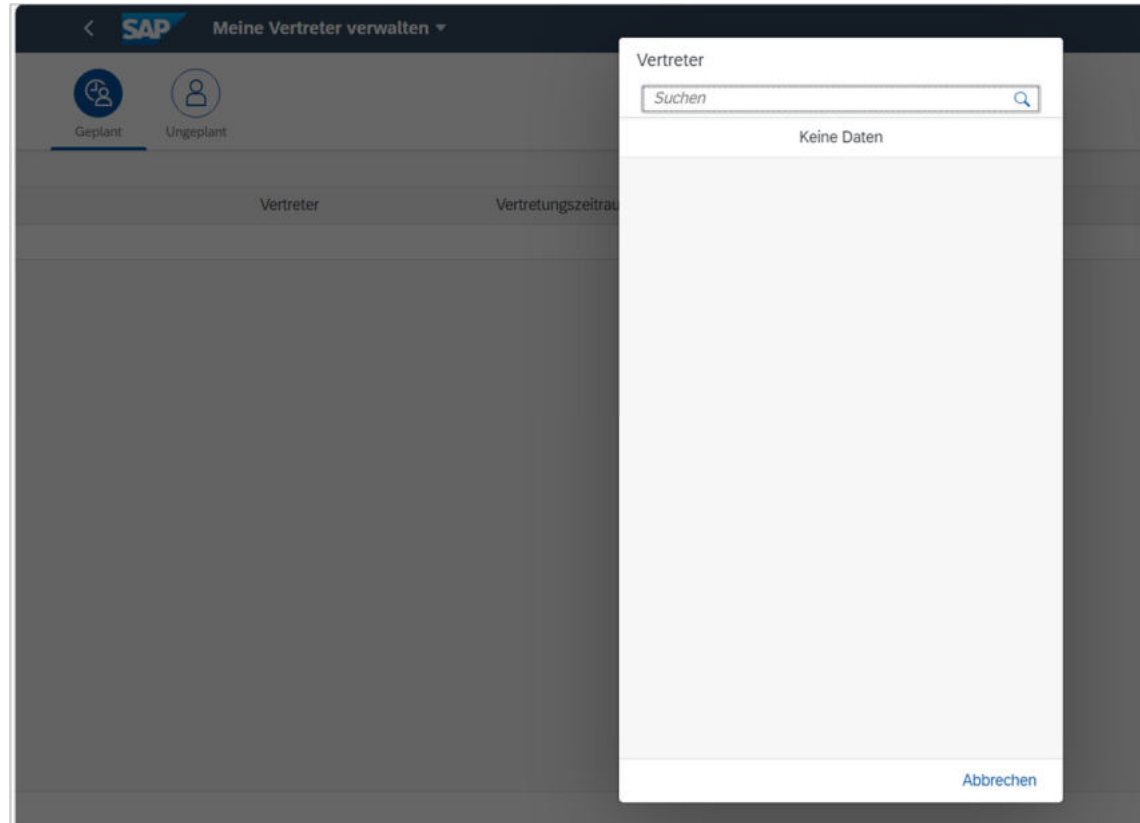 SAP Meine Vertreter verwalten
Geplant
Ungeplant
Vertreter
Vertretungszeitrau
Vertreter
Suchen
Keine Daten
Abbrechen